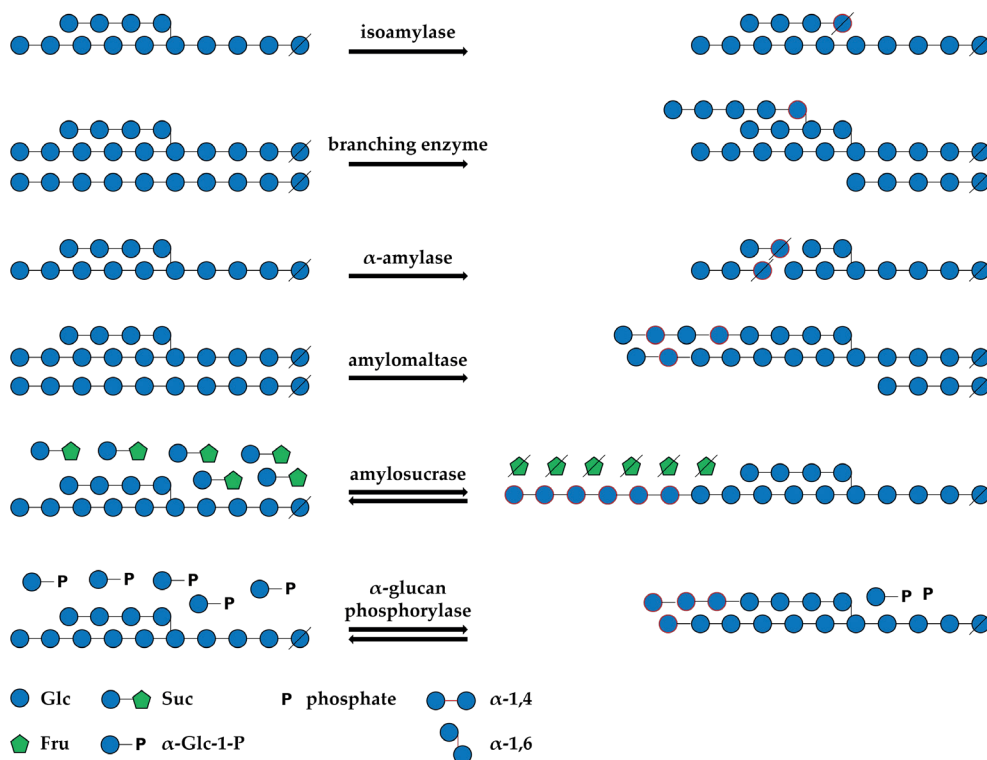 isoamylase
branching enzyme
α-amylase
amylomaltase
amylosucrase
P P P
P
P
α-glucan
phosphorylase
P P
Glc Suc P phosphate α-1,4
Fru P α-Glc-1-P α-1,6